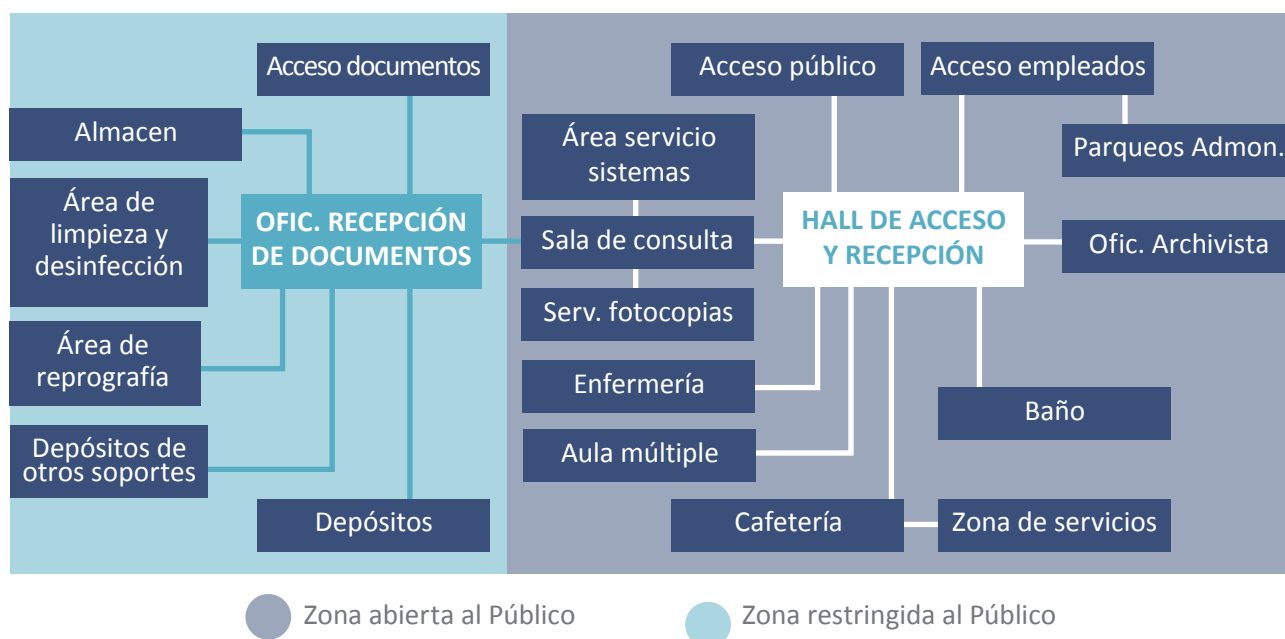 Acceso documentos
Almacen
Área de
limpieza y
desinfección
OFIC. RECEPCIÓN
DE DOCUMENTOS
Área de
reprografía
Depósitos de
otros soportes
Depósitos
Acceso público
Acceso empleados
Parqueos Admon.
Área servicio
sistemas
Sala de consulta
HALL DE ACCESO
Y RECEPCIÓN
Ofic. Archivista
Serv. fotocopias
Enfermería
Baño
Aula múltiple
Cafetería
Zona de servicios
Zona abierta al Público
Zona restringida al Público